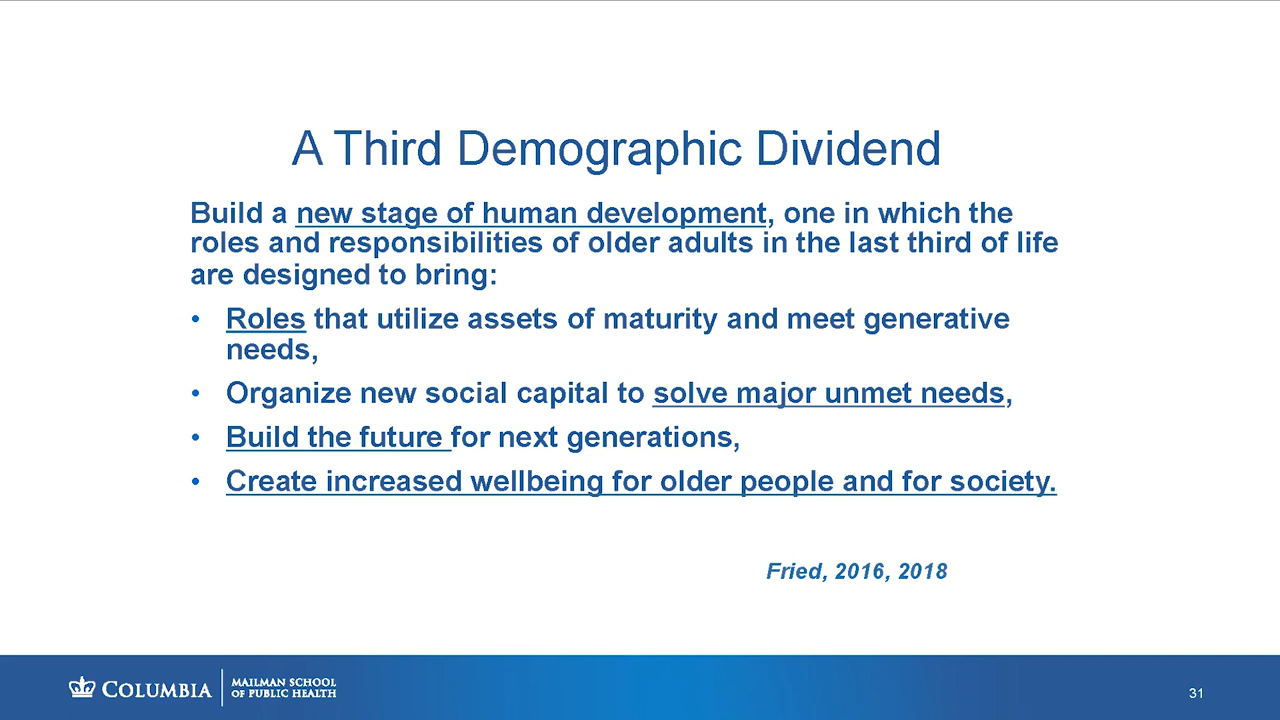 A Third Demographic Dividend
Build a new stage of human development, one in which the
roles and responsibilities of older adults in the last third of life
are designed to bring:
• Roles that utilize assets of maturity and meet generative
needs,
• Organize new social capital to solve major unmet needs,
• Build the future for next generations,
• Create increased wellbeing for older people and for society.
Fried, 2016, 2018
COLUMBIA
MAILMAN SCHOOL
OF PUBLIC HEALTH
31